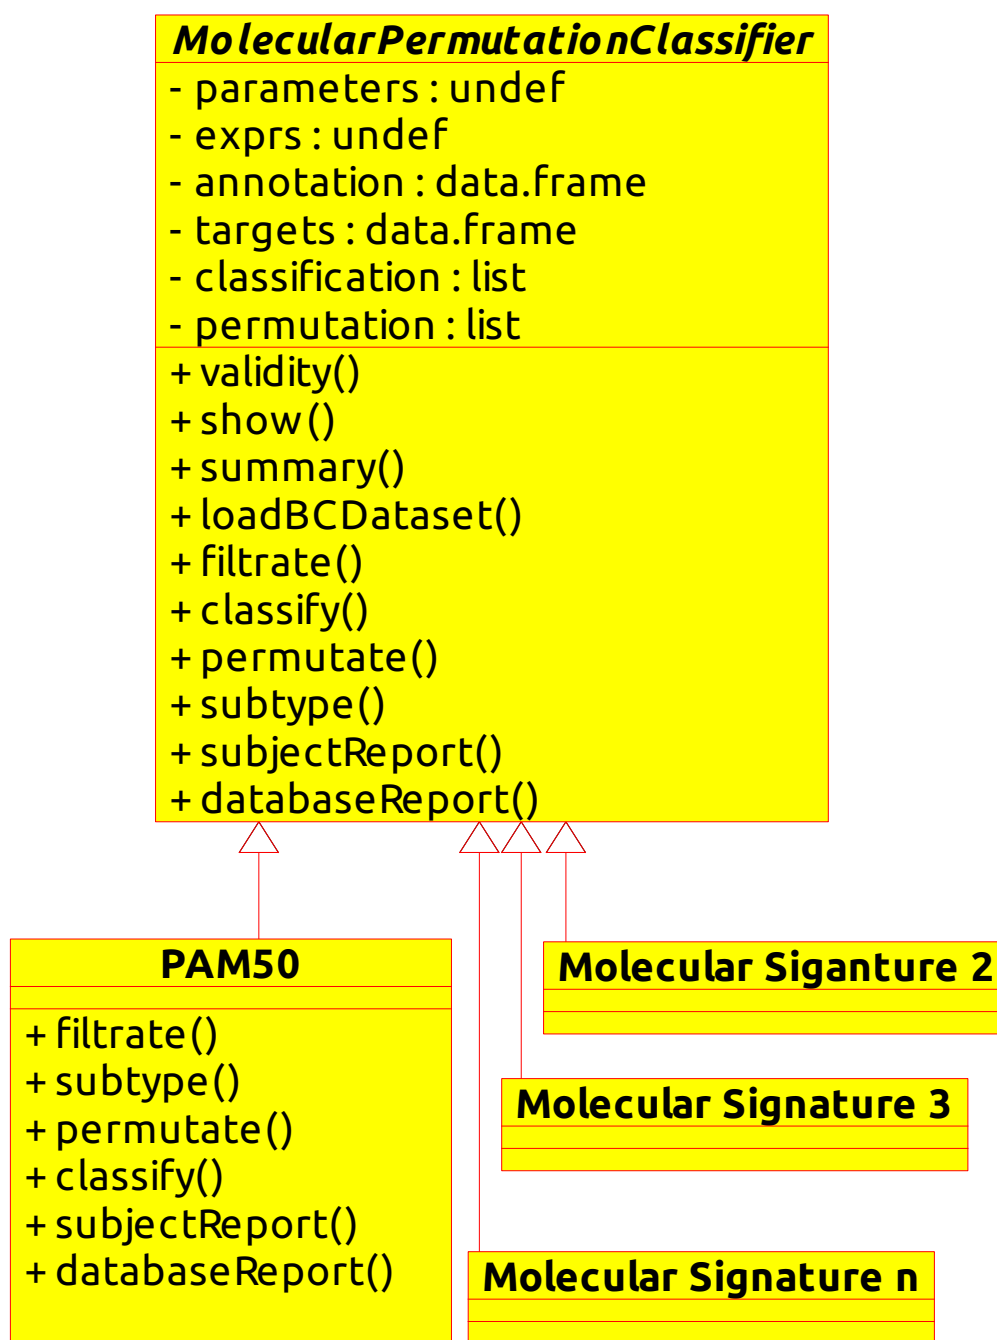 MolecularPermutationClassifier
- parameters : undef
- exprs : undef
- annotation : data.frame
- targets : data.frame
- classification : list
- permutation : list
+ validity()
+ show()
+ summary()
+ loadBCDataset()
+ filtrate()
+ classify()
+ permutate()
+ subtype()
+ subjectReport()
+ databaseReport()
PAM50
+ filtrate()
+ subtype()
+ permutate()
+ classify()
+ subjectReport()
+ databaseReport()
Molecular Siganture 2
Molecular Signature 3
Molecular Signature n